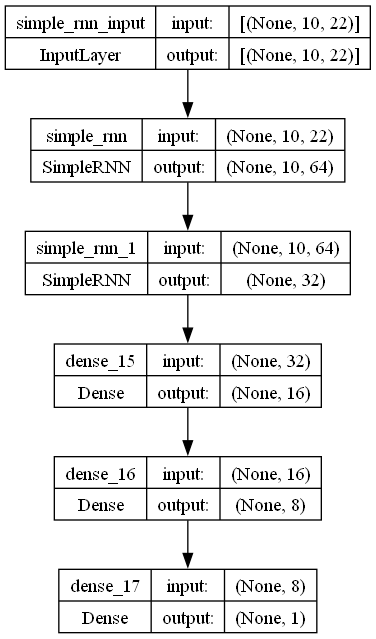 simple_rnn_input input: [(None, 10, 22)]
InputLayer output: [(None, 10, 22)]
simple_rnn input: (None, 10, 22)
SimpleRNN output: (None, 10, 64)
simple_rnn_1 input: (None, 10, 64)
SimpleRNN output: (None, 32)
dense_15 input: (None, 32)
Dense output: (None, 16)
dense_16 input: (None, 16)
Dense output: (None, 8)
dense_17 input: (None, 8)
Dense output: (None, 1)